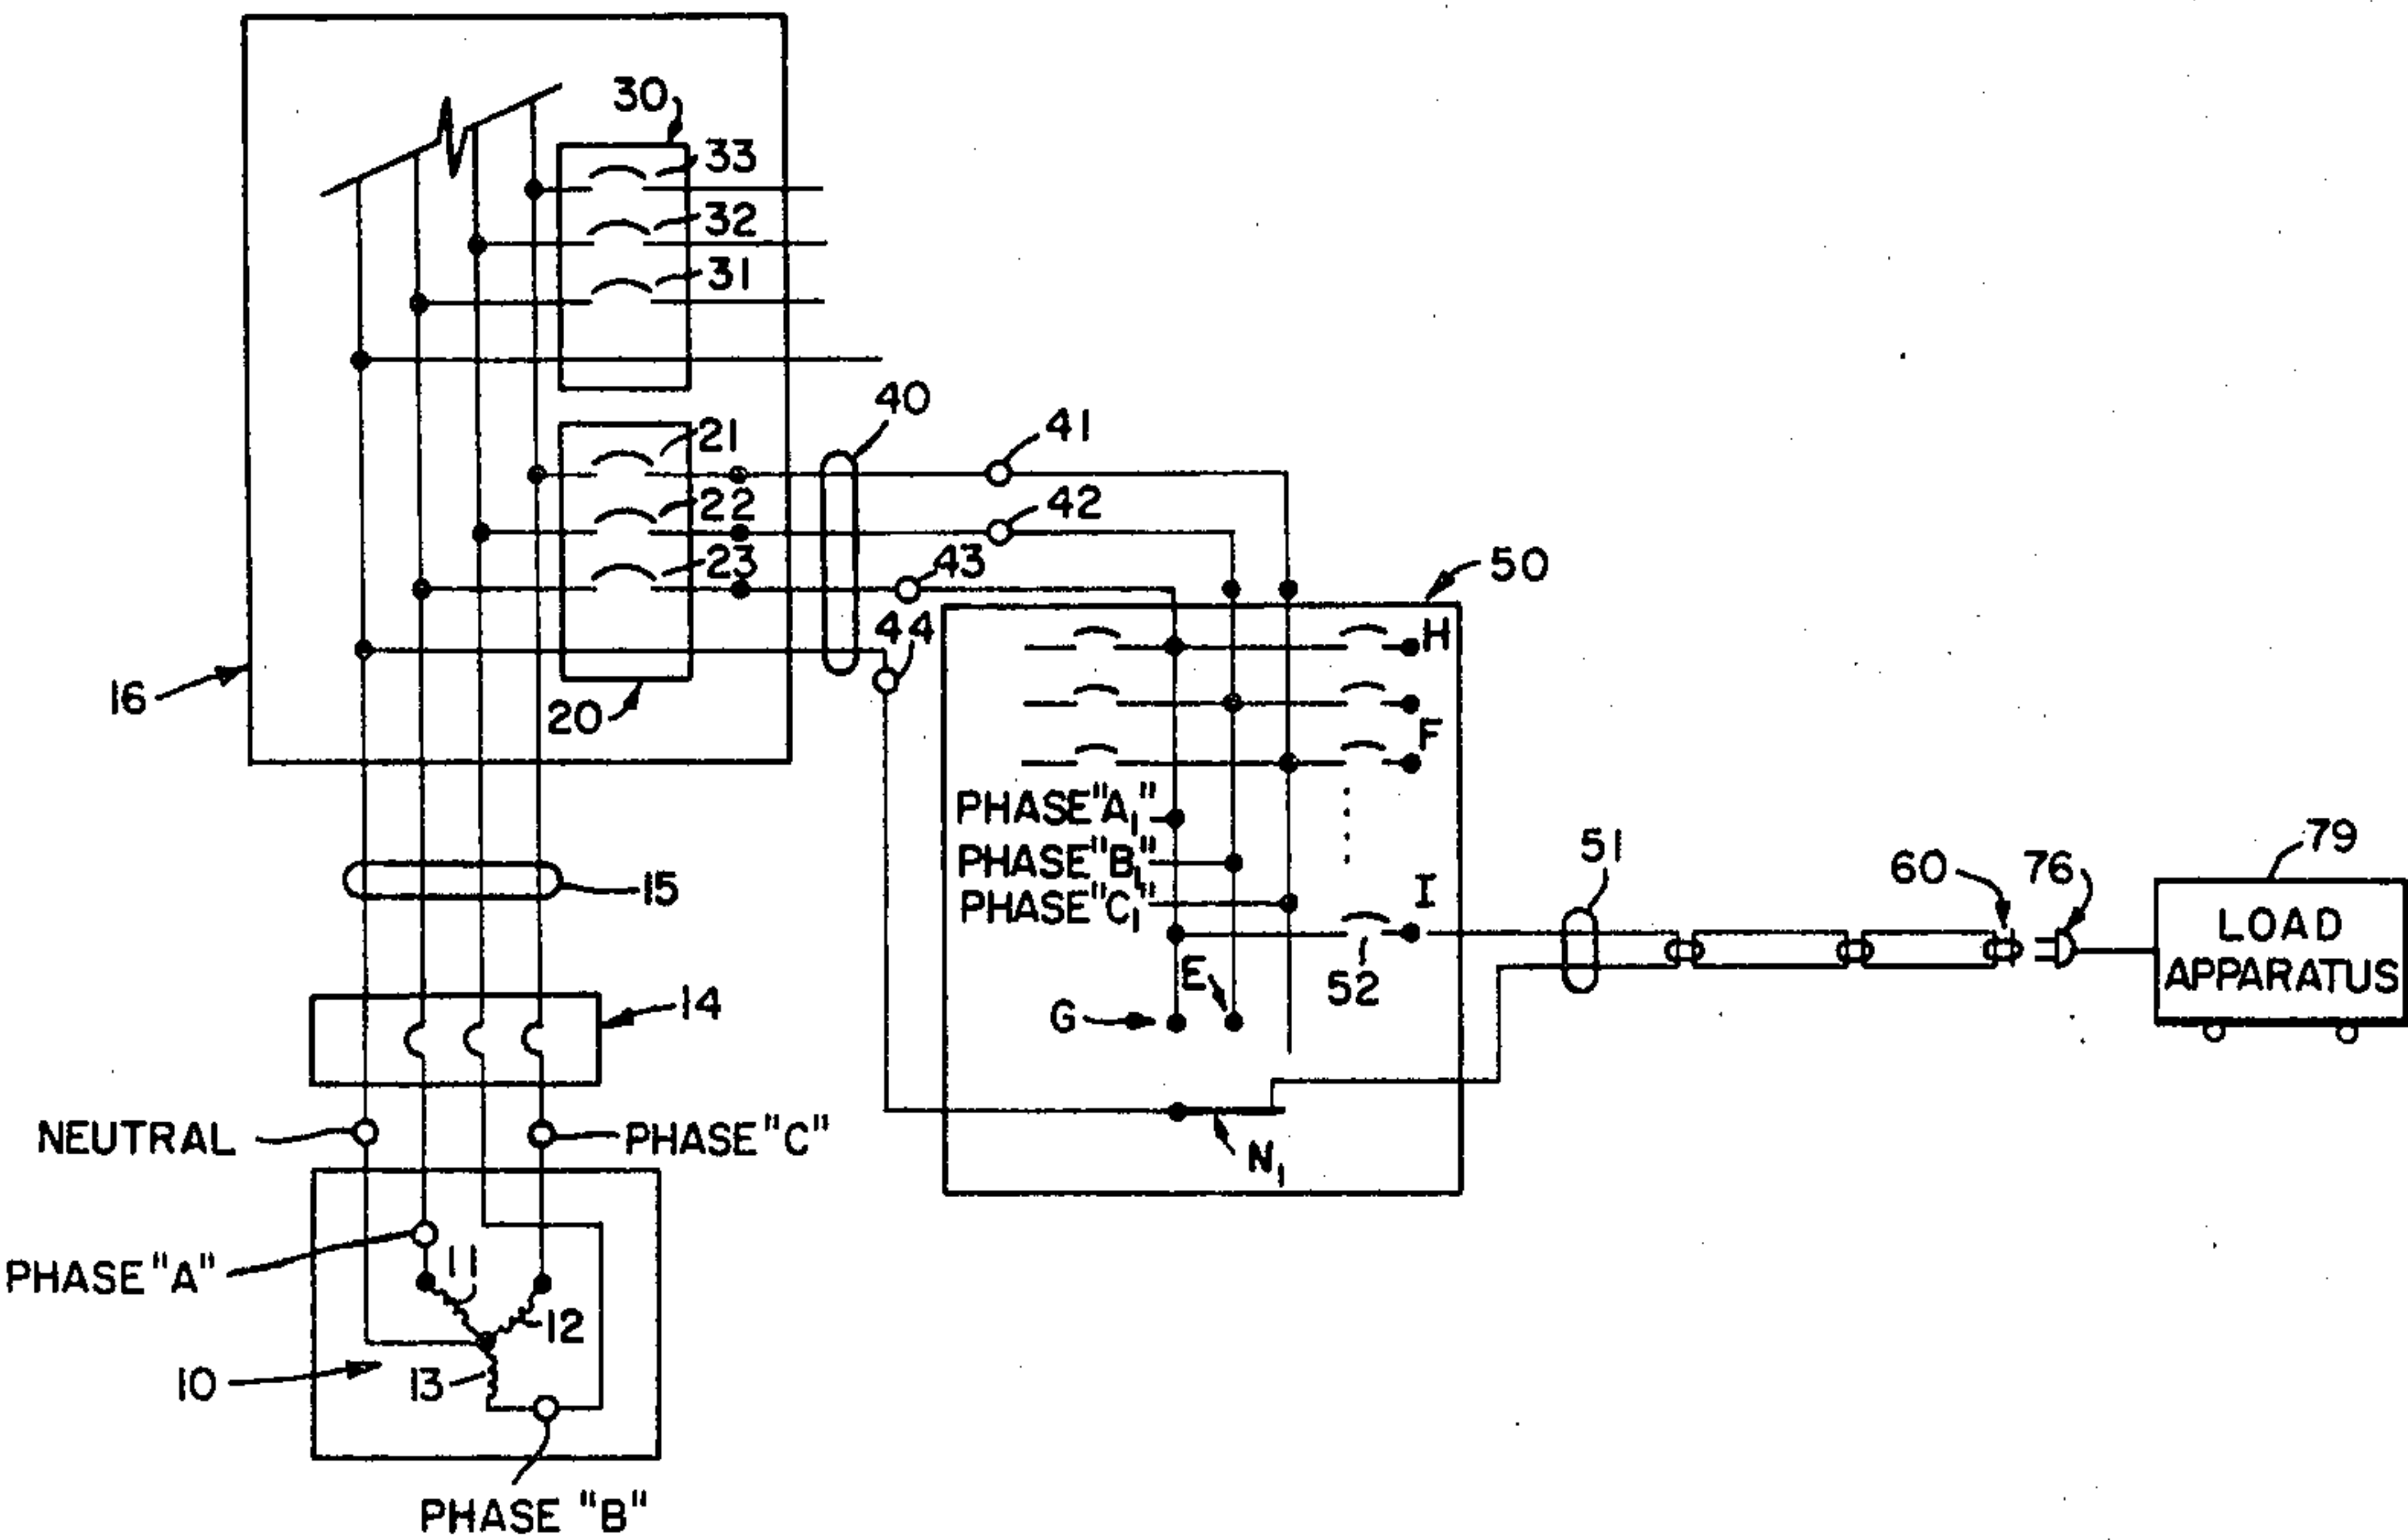 30
33
32
31
40
21
41
22
42
23
43
50
44
H
16
20
F
PHASE "A₁"
79
PHASE "B₁"
51
60
76
15
PHASE "C₁"
I
LOAD
APPARATUS
E
52
14
G
NEUTRAL
PHASE "C"
N₁
PHASE "A"
11
12
10
13
PHASE "B"